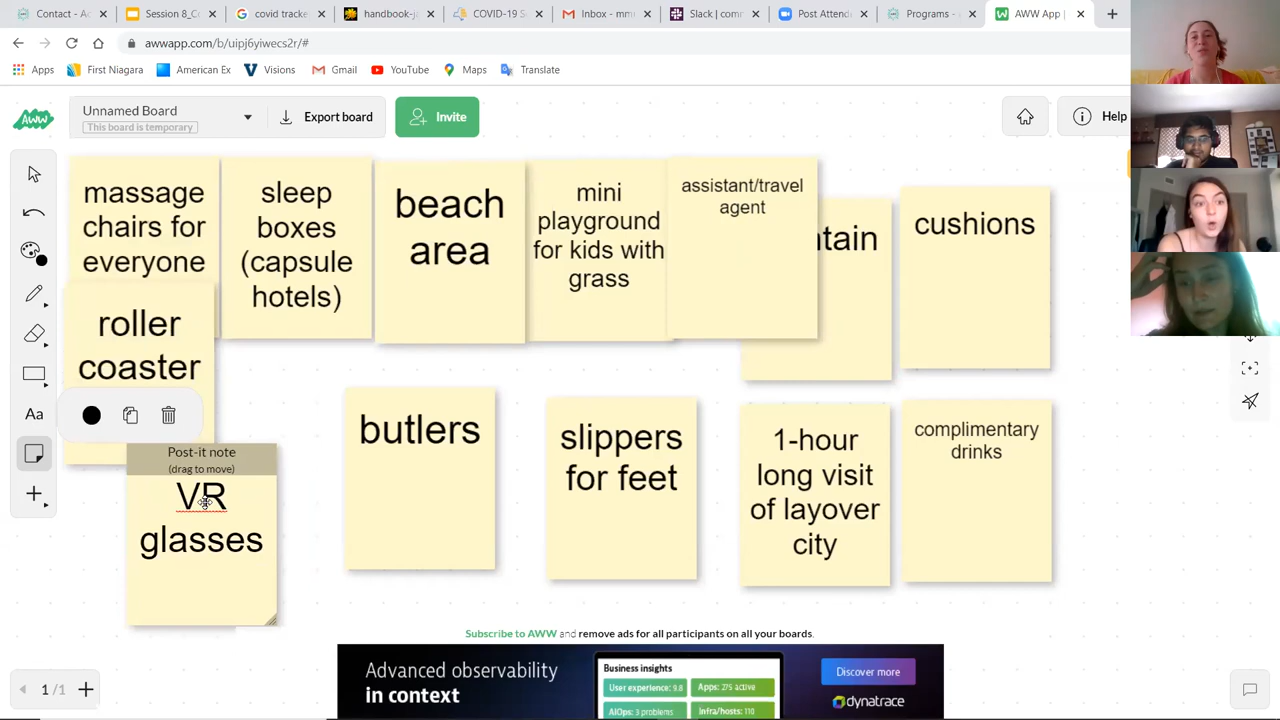 Contact - Ac
Session 8_C
covid tracke
handbook-j
COVID-19 S
Inbox - mm
Slack | com
Post Attend
Programs -
AWW App |
awwapp.com/b/uipj6yiwecs2r/#
Apps
First Niagara
American Ex
Visions
Gmail
YouTube
Maps
Translate
AWW
Unnamed Board
This board is temporary
Export board
Invite
Help
massage
chairs for
everyone
sleep
boxes
(capsule
hotels)
beach
area
mini
playground
for kids with
grass
assistant/travel
agent
ntain
cushions
roller
coaster
Aa
Post-it note
(drag to move)
VR
glasses
butlers
slippers
for feet
1-hour
long visit
of layover
city
complimentary
drinks
Subscribe to AWW and remove ads for all participants on all your boards.
1/1
Advanced observability
in context
Business insights
User experience: 9.8
Apps: 275 active
AIOps: 3 problems
Infra/hosts: 110
Discover more
dynatrace